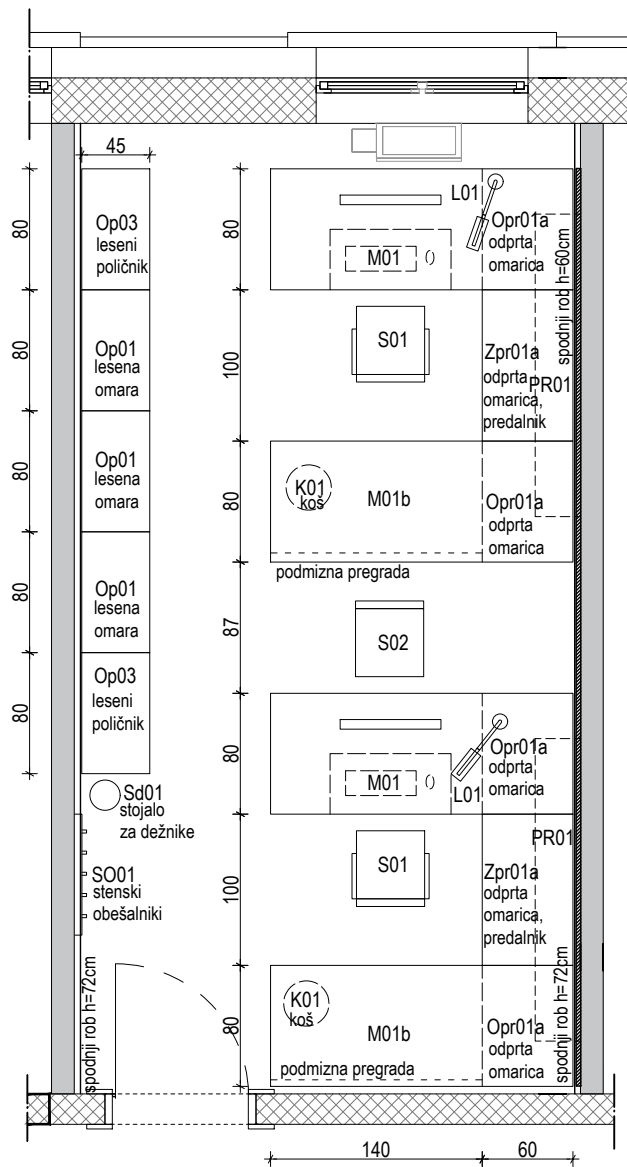 45
80
Op03
leseni
poličnik
80
Op01
lesena
omara
80
Op01
lesena
omara
80
Op01
lesena
omara
80
Op03
leseni
poličnik
Sd01
stojalo
za dežnike
SO01
stenski
obešalniki
spodnji rob h=72cm
80
L01
M01
Opr01a
odprta
omarica
spodnji rob h=60cm
100
S01
Zpr01a
odprta
omarica,
predalnik
PR01
80
K01
koš
M01b
Opr01a
odprta
omarica
podmizna pregrada
87
S02
80
M01
L01
Opr01a
odprta
omarica
100
S01
PR01
Zpr01a
odprta
omarica,
predalnik
80
K01
koš
M01b
Opr01a
odprta
omarica
podmizna pregrada
spodnji rob h=72cm
140
60